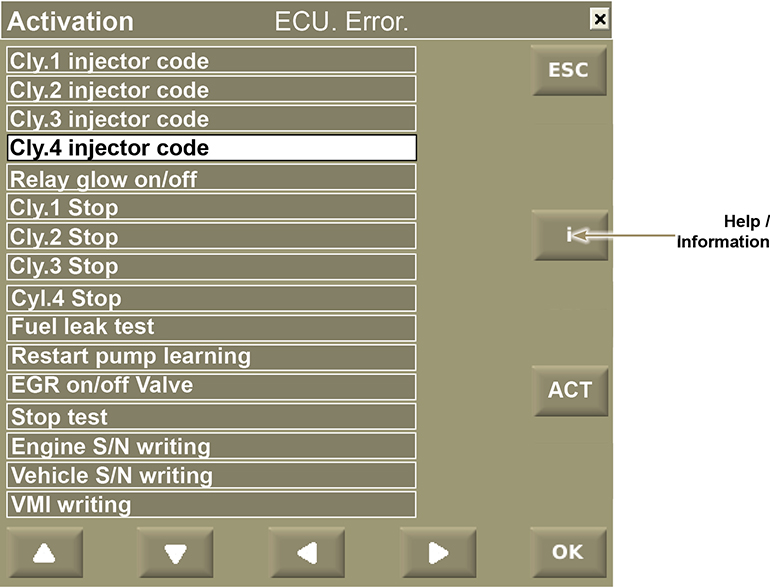 Activation ECU. Error.
Cly.1 injector code
ESC
Cly.2 injector code
Cly.3 injector code
Cly.4 injector code
Relay glow on/off
Cly.1 Stop
Cly.2 Stop
i
Help /
Information
Cly.3 Stop
Cyl.4 Stop
Fuel leak test
Restart pump learning
EGR on/off Valve
ACT
Stop test
Engine S/N writing
Vehicle S/N writing
VMI writing
OK